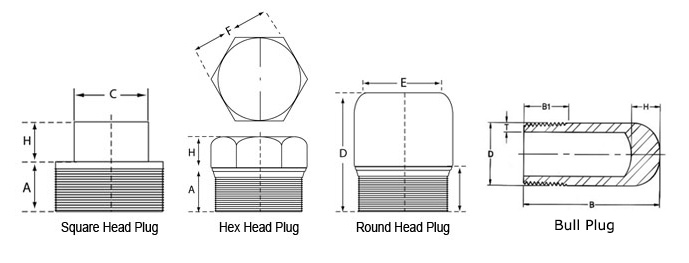 F
C
E
H
A
H
A
D
B1
H
T
D
B
Square Head Plug
Hex Head Plug
Round Head Plug
Bull Plug